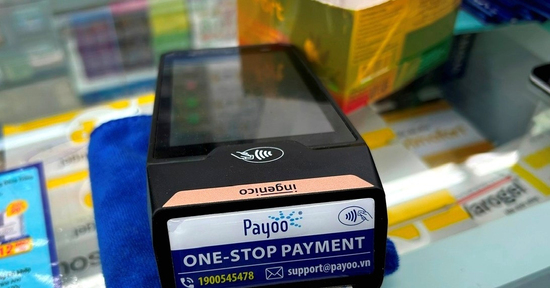 ingenico
Payoo
ONE-STOP PAYMENT
1900545478
support@payoo.vn